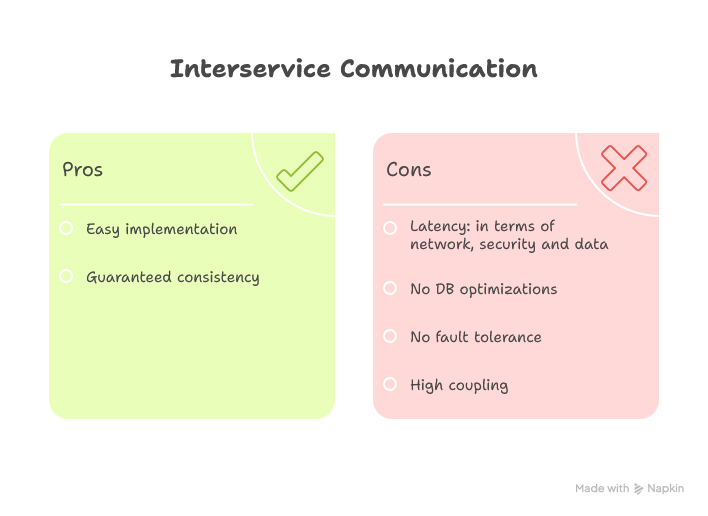 Interservice Communication
Pros
Easy implementation
Guaranteed consistency
Cons
Latency: in terms of
network, security and data
No DB optimizations
No fault tolerance
High coupling
Made with Napkin